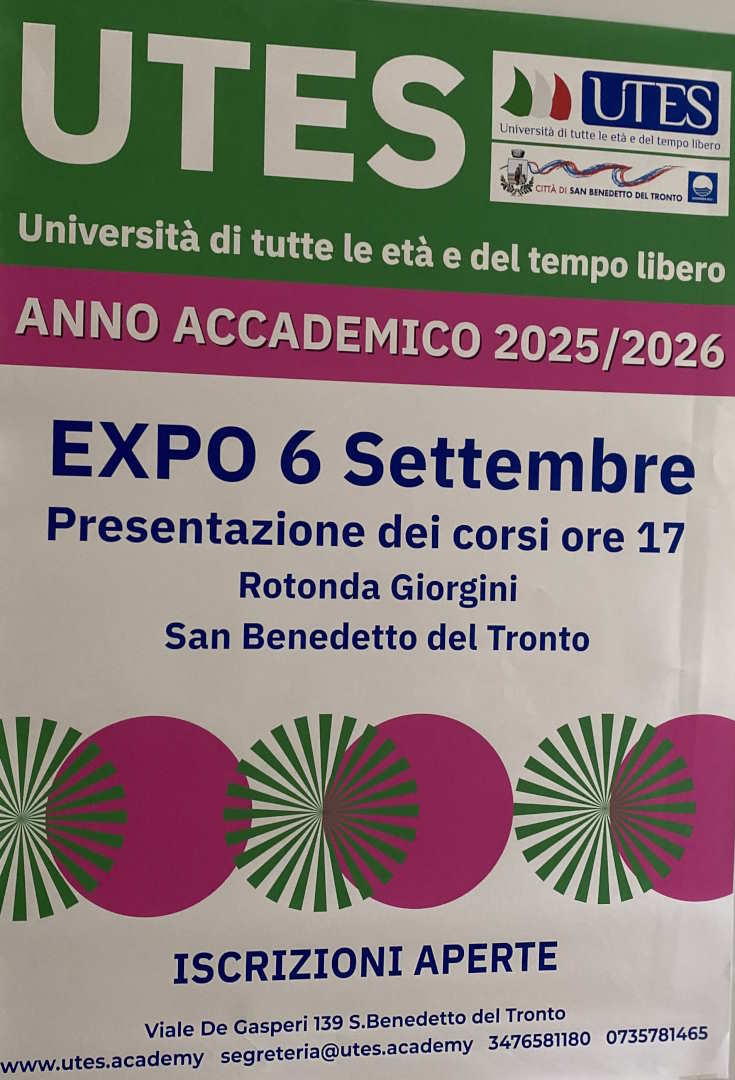 UTES
UTES
Università di tutte le età e del tempo libero
CITTÀ DI SAN BENEDETTO DEL TRONTO
Università di tutte le età e del tempo libero
ANNO ACCADEMICO 2025/2026
EXPO 6 Settembre
Presentazione dei corsi ore 17
Rotonda Giorgini
San Benedetto del Tronto
ISCRIZIONI APERTE
Viale De Gasperi 139 S.Benedetto del Tronto
www.utes.academy segreteria@utes.academy 3476581180 0735781465